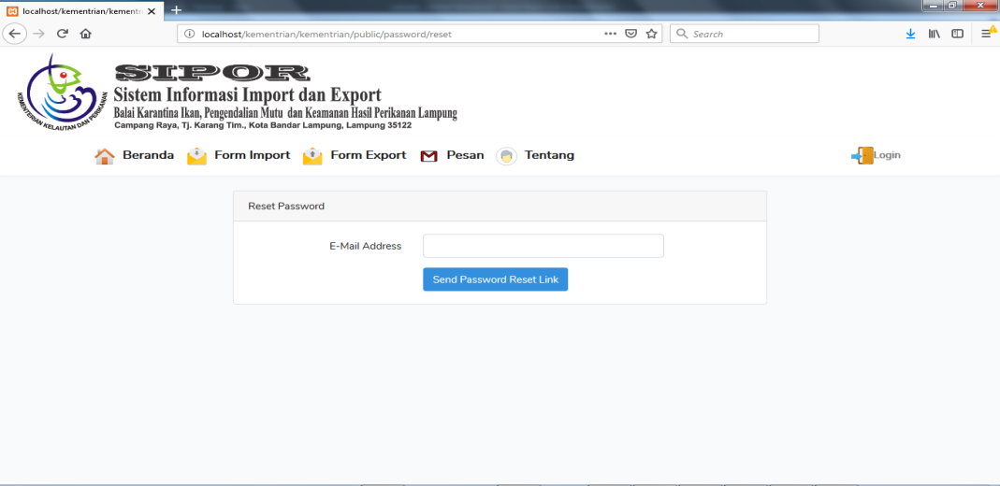 localhost/kementrian/kementr
localhost/kementrian/kementrian/public/password/reset
Search
KEMENTERIAN KELAUTAN DAN PERIKANAN
SIPOR
Sistem Informasi Import dan Export
Balai Karantina Ikan, Pengendalian Mutu dan Keamanan Hasil Perikanan Lampung
Campang Raya, Tj. Karang Tim., Kota Bandar Lampung, Lampung 35122
Beranda Form Import Form Export Pesan Tentang Login
Reset Password
E-Mail Address
Send Password Reset Link